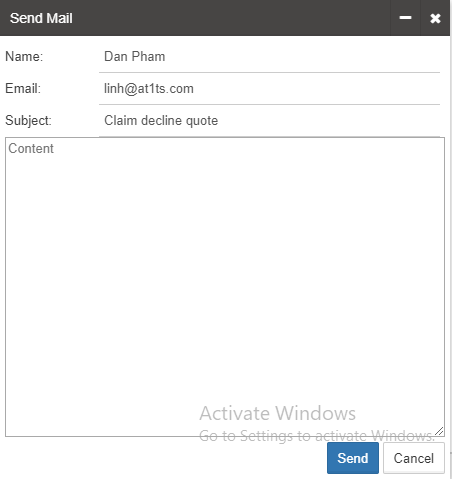 Send Mail
Name: Dan Pham
Email: linh@at1ts.com
Subject: Claim decline quote
Content
Activate Windows
Go to Settings to activate Windows.
Send Cancel